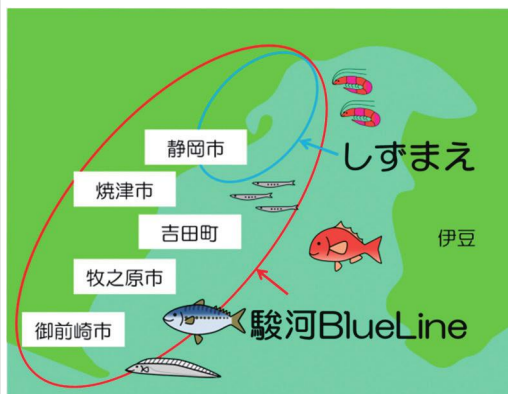 静岡市
しずまえ
焼津市
吉田町
伊豆
牧之原市
御前崎市
駿河BlueLine